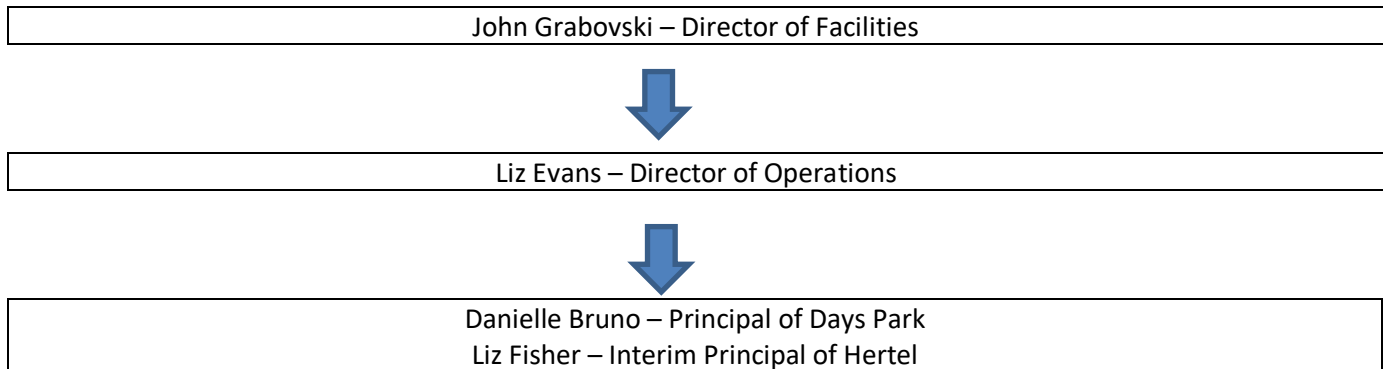 John Grabovski – Director of Facilities
Liz Evans – Director of Operations
Danielle Bruno – Principal of Days Park
Liz Fisher – Interim Principal of Hertel